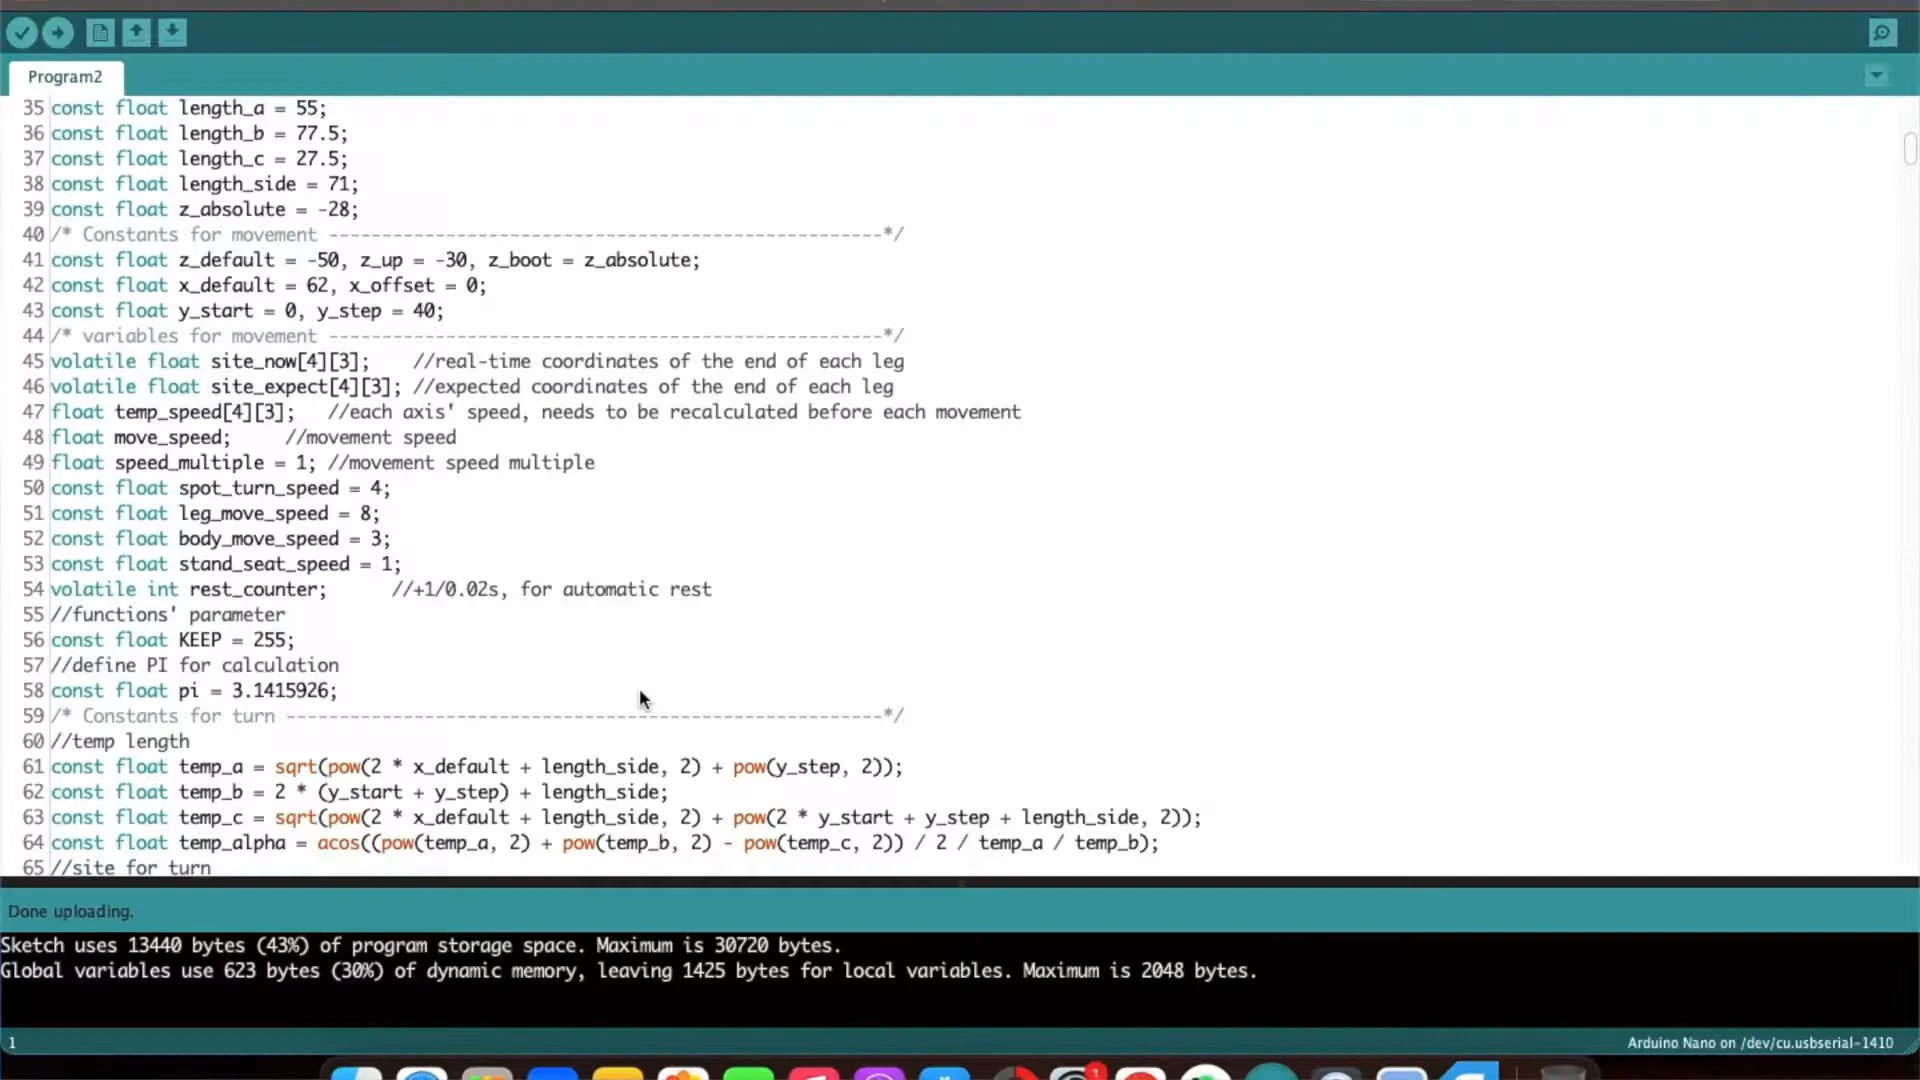 Program2
35 const float length_a = 55;
36 const float length_b = 77.5;
37 const float length_c = 27.5;
38 const float length_side = 71;
39 const float z_absolute = -28;
40 /* Constants for movement ----------------------------------------------------*/
41 const float z_default = -50, z_up = -30, z_boot = z_absolute;
42 const float x_default = 62, x_offset = 0;
43 const float y_start = 0, y_step = 40;
44 /* variables for movement ----------------------------------------------------*/
45 volatile float site_now[4][3];    //real-time coordinates of the end of each leg
46 volatile float site_expect[4][3]; //expected coordinates of the end of each leg
47 float temp_speed[4][3];   //each axis' speed, needs to be recalculated before each movement
48 float move_speed;     //movement speed
49 float speed_multiple = 1; //movement speed multiple
50 const float spot_turn_speed = 4;
51 const float leg_move_speed = 8;
52 const float body_move_speed = 3;
53 const float stand_seat_speed = 1;
54 volatile int rest_counter;      //+1/0.02s, for automatic rest
55 //functions' parameter
56 const float KEEP = 255;
57 //define PI for calculation
58 const float pi = 3.1415926;
59 /* Constants for turn --------------------------------------------------------*/
60 //temp length
61 const float temp_a = sqrt(pow(2 * x_default + length_side, 2) + pow(y_step, 2));
62 const float temp_b = 2 * (y_start + y_step) + length_side;
63 const float temp_c = sqrt(pow(2 * x_default + length_side, 2) + pow(2 * y_start + y_step + length_side, 2));
64 const float temp_alpha = acos((pow(temp_a, 2) + pow(temp_b, 2) - pow(temp_c, 2)) / 2 / temp_a / temp_b);
65 //site for turn
Done uploading.
Sketch uses 13440 bytes (43%) of program storage space. Maximum is 30720 bytes.
Global variables use 623 bytes (30%) of dynamic memory, leaving 1425 bytes for local variables. Maximum is 2048 bytes.
1
Arduino Nano on /dev/cu.usbserial-1410
1